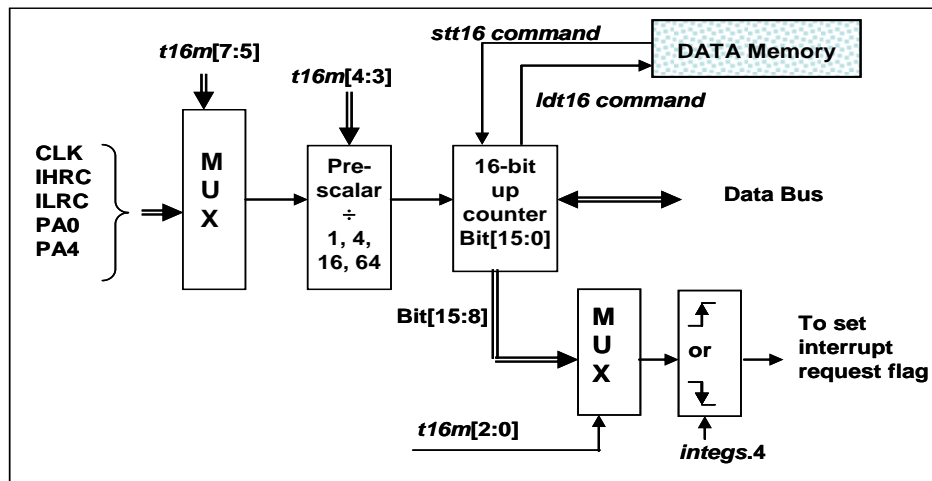 stt16 command
DATA Memory
t16m[7:5]
t16m[4:3]
ldt16 command
CLK
IHRC
ILRC
PA0
PA4
M
U
X
Pre-
scalar
÷
1, 4,
16, 64
16-bit
up
counter
Bit[15:0]
Data Bus
Bit[15:8]
M
U
X
or
To set
interrupt
request flag
t16m[2:0]
integs.4